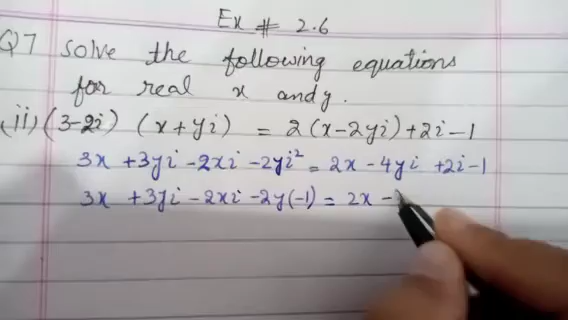 Ex # 2.6
Q7 Solve the following equations
for real x and y.
ii) (3-2i) (x+yi) = 2(x-2yi)+2i-1
3x +3yi -2xi -2yi² = 2x -4yi +2i-1
3x +3yi -2xi -2y(-1) = 2x -